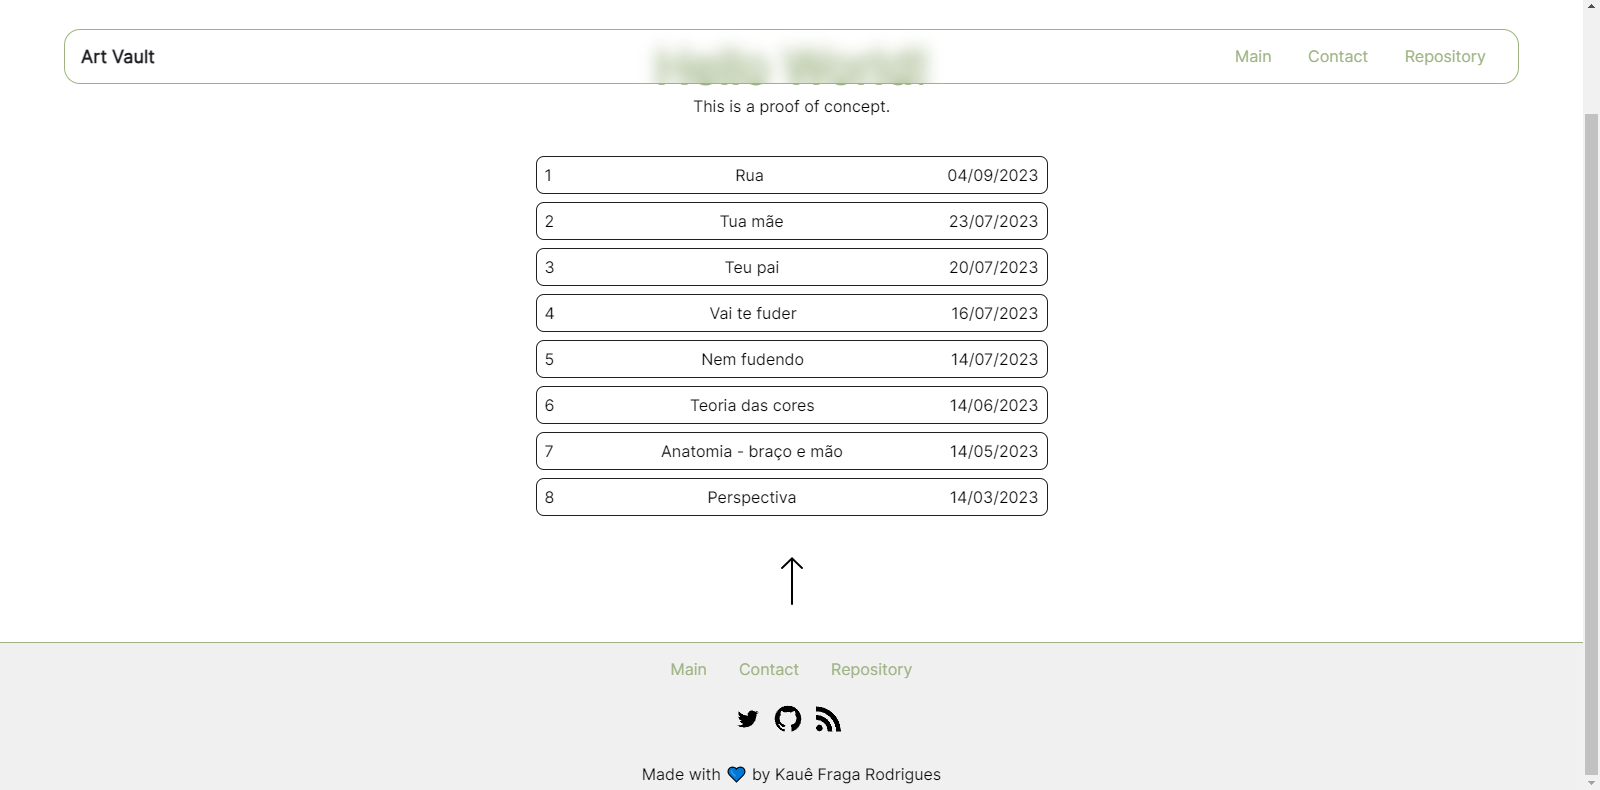 Art Vault Main Contact Repository
Hello World!
This is a proof of concept.
1 Rua 04/09/2023
2 Tua mãe 23/07/2023
3 Teu pai 20/07/2023
4 Vai te fuder 16/07/2023
5 Nem fudendo 14/07/2023
6 Teoria das cores 14/06/2023
7 Anatomia - braço e mão 14/05/2023
8 Perspectiva 14/03/2023
Main Contact Repository
Made with 💙 by Kauê Fraga Rodrigues